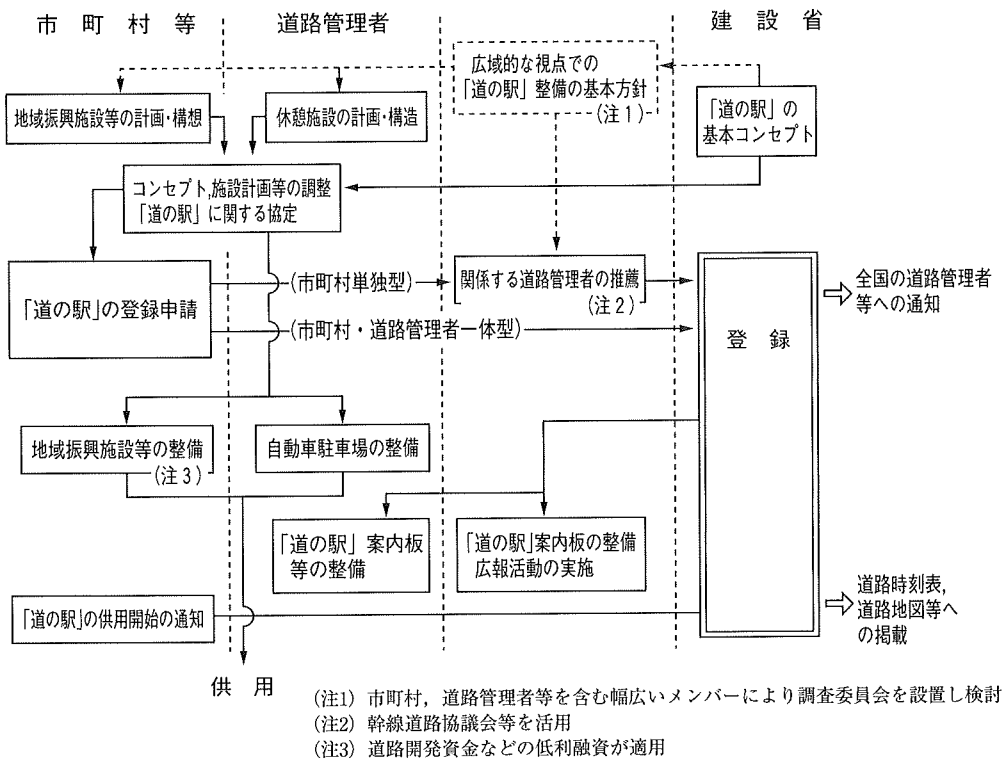 市町村等
道路管理者
建設省
広域的な視点での
「道の駅」整備の基本方針
(注1)
地域振興施設等の計画・構想
休憩施設の計画・構造
「道の駅」の
基本コンセプト
コンセプト,施設計画等の調整
「道の駅」に関する協定
「道の駅」の登録申請
(市町村単独型)
関係する道路管理者の推薦
(注2)
(市町村・道路管理者一体型)
登録
全国の道路管理者
等への通知
地域振興施設等の整備
(注3)
自動車駐車場の整備
「道の駅」案内板
等の整備
「道の駅」案内板の整備
広報活動の実施
「道の駅」の供用開始の通知
道路時刻表,
道路地図等へ
の掲載
供用
(注1) 市町村，道路管理者等を含む幅広いメンバーにより調査委員会を設置し検討
(注2) 幹線道路協議会等を活用
(注3) 道路開発資金などの低利融資が適用